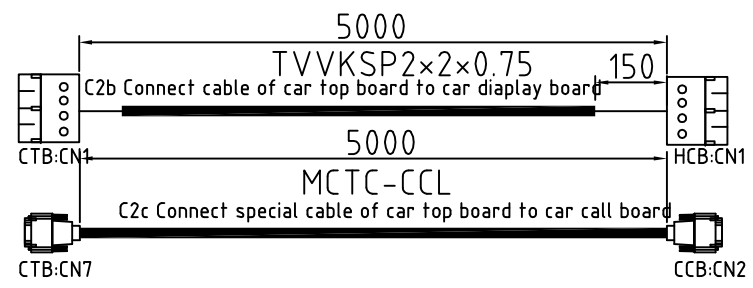 5000
TVVKSP2×2×0.75
150
C2b Connect cable of car top board to car diaplay board
CTB:CN1
HCB:CN1
5000
MCTC-CCL
C2c Connect special cable of car top board to car call board
CTB:CN7
CCB:CN2